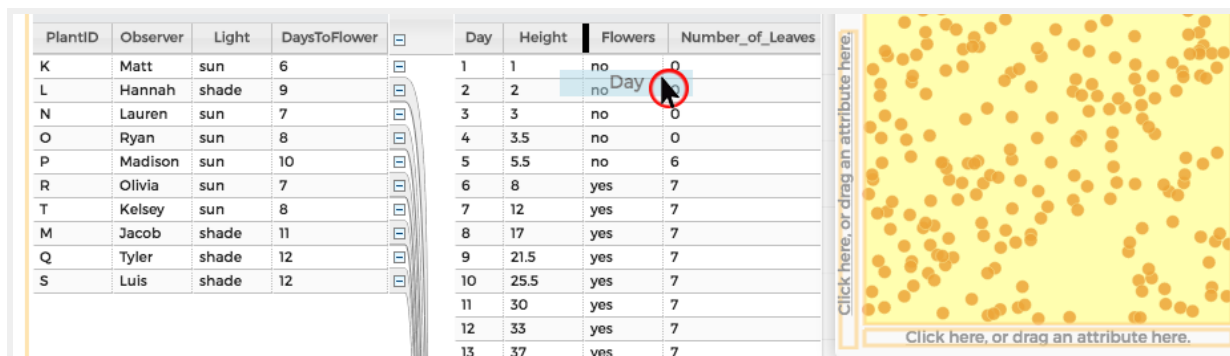 PlantID Observer Light DaysToFlower
K Matt sun 6
L Hannah shade 9
N Lauren sun 7
O Ryan sun 8
P Madison sun 10
R Olivia sun 7
T Kelsey sun 8
M Jacob shade 11
Q Tyler shade 12
S Luis shade 12
Day Height Flowers Number_of_Leaves
1 1 no 0
2 2 no 0
3 3 no 0
4 3.5 no 0
5 5.5 no 6
6 8 yes 7
7 12 yes 7
8 17 yes 7
9 21.5 yes 7
10 25.5 yes 7
11 30 yes 7
12 33 yes 7
13 37 yes 7
Day
Click here, or drag an attribute here.
Click here, or drag an attribute here.